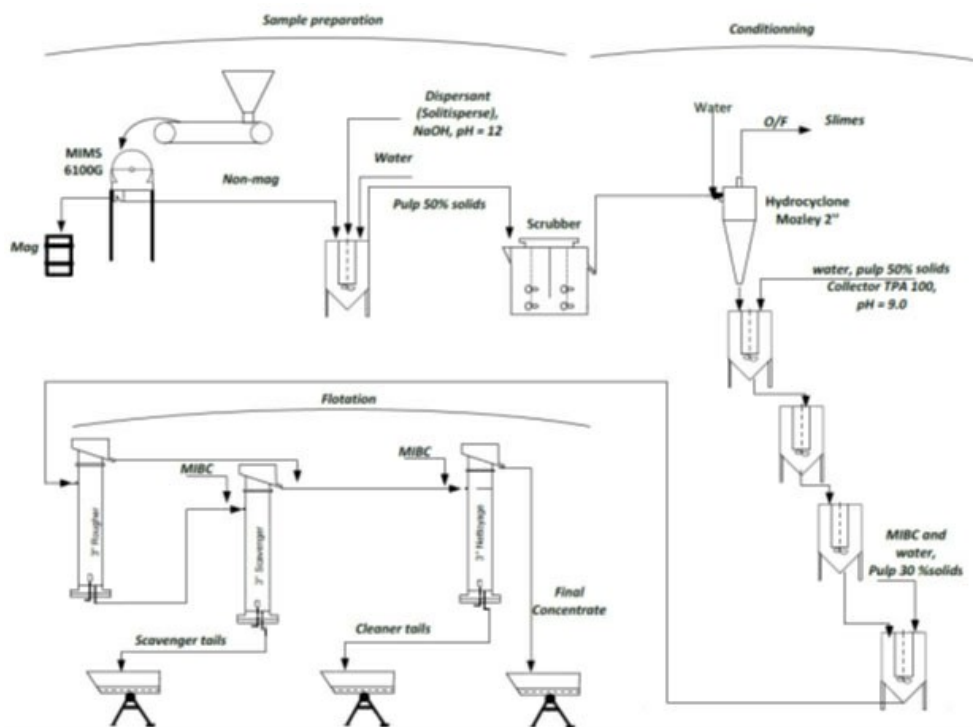 Sample preparation
Conditionning
Dispersant
(Solitisperse),
NaOH, pH = 12
Water
MIMS
6100G
Non-mag
Pulp 50% solids
Mag
Scrubber
Water
O/F
Slimes
Hydrocyclone
Mozley 2"
water, pulp 50% solids
Collector TPA 100,
pH = 9.0
Flotation
MIBC
MIBC
3" Rougher
3" Scavenger
3" Nettoyage
MIBC and
water,
Pulp 30 %solids
Final
Concentrate
Scavenger tails
Cleaner tails